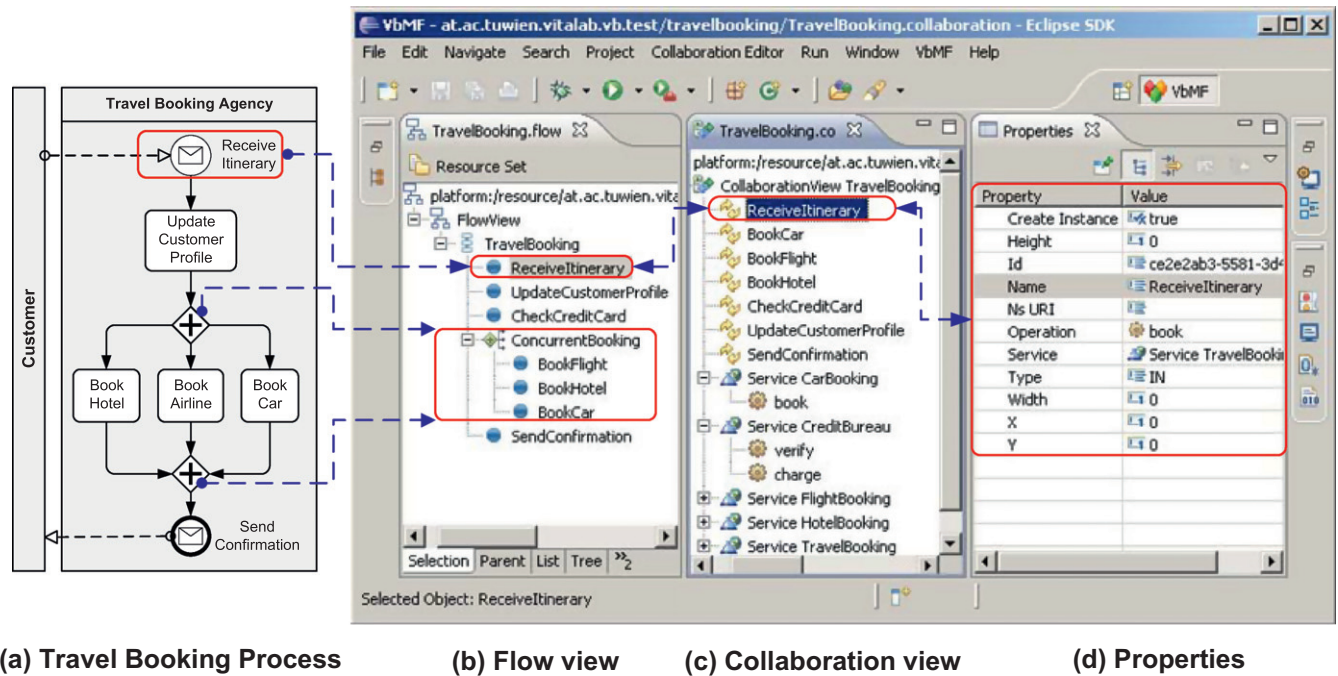 VbMF - at.ac.tuwien.vitalab.vb.test/travelbooking/TravelBooking.collaboration - Eclipse SDK
File Edit Navigate Search Project Collaboration Editor Run Window VbMF Help
VbMF
Travel Booking Agency
Receive
Itinerary
Update
Customer
Profile
Customer
Book
Hotel
Book
Airline
Book
Car
Send
Confirmation
TravelBooking.flow
Resource Set
platform:/resource/at.ac.tuwien.vita
FlowView
TravelBooking
ReceiveItinerary
UpdateCustomerProfile
CheckCreditCard
ConcurrentBooking
BookFlight
BookHotel
BookCar
SendConfirmation
Selection Parent List Tree »2
TravelBooking.co
platform:/resource/at.ac.tuwien.vita
CollaborationView TravelBooking
ReceiveItinerary
BookCar
BookFlight
BookHotel
CheckCreditCard
UpdateCustomerProfile
SendConfirmation
Service CarBooking
book
Service CreditBureau
verify
charge
Service FlightBooking
Service HotelBooking
Service TravelBooking
Properties
Property Value
Create Instance true
Height 0
Id ce2e2ab3-5581-3d4
Name ReceiveItinerary
Ns URI
Operation book
Service Service TravelBooki
Type IN
Width 0
X 0
Y 0
010
Selected Object: ReceiveItinerary
(a) Travel Booking Process
(b) Flow view
(c) Collaboration view
(d) Properties